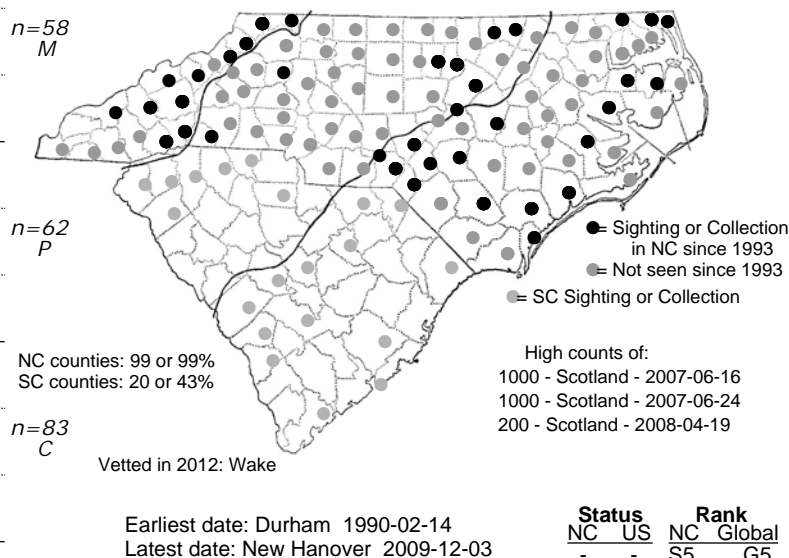 n=58
M
● = Sighting or Collection
in NC since 1993
● = Not seen since 1993
● = SC Sighting or Collection
n=62
P
NC counties: 99 or 99%
SC counties: 20 or 43%
High counts of:
1000 - Scotland - 2007-06-16
1000 - Scotland - 2007-06-24
200 - Scotland - 2008-04-19
n=83
C
Vetted in 2012: Wake
Earliest date: Durham 1990-02-14
Latest date: New Hanover 2009-12-03
Status Rank
NC US NC Global
- - S5 G5